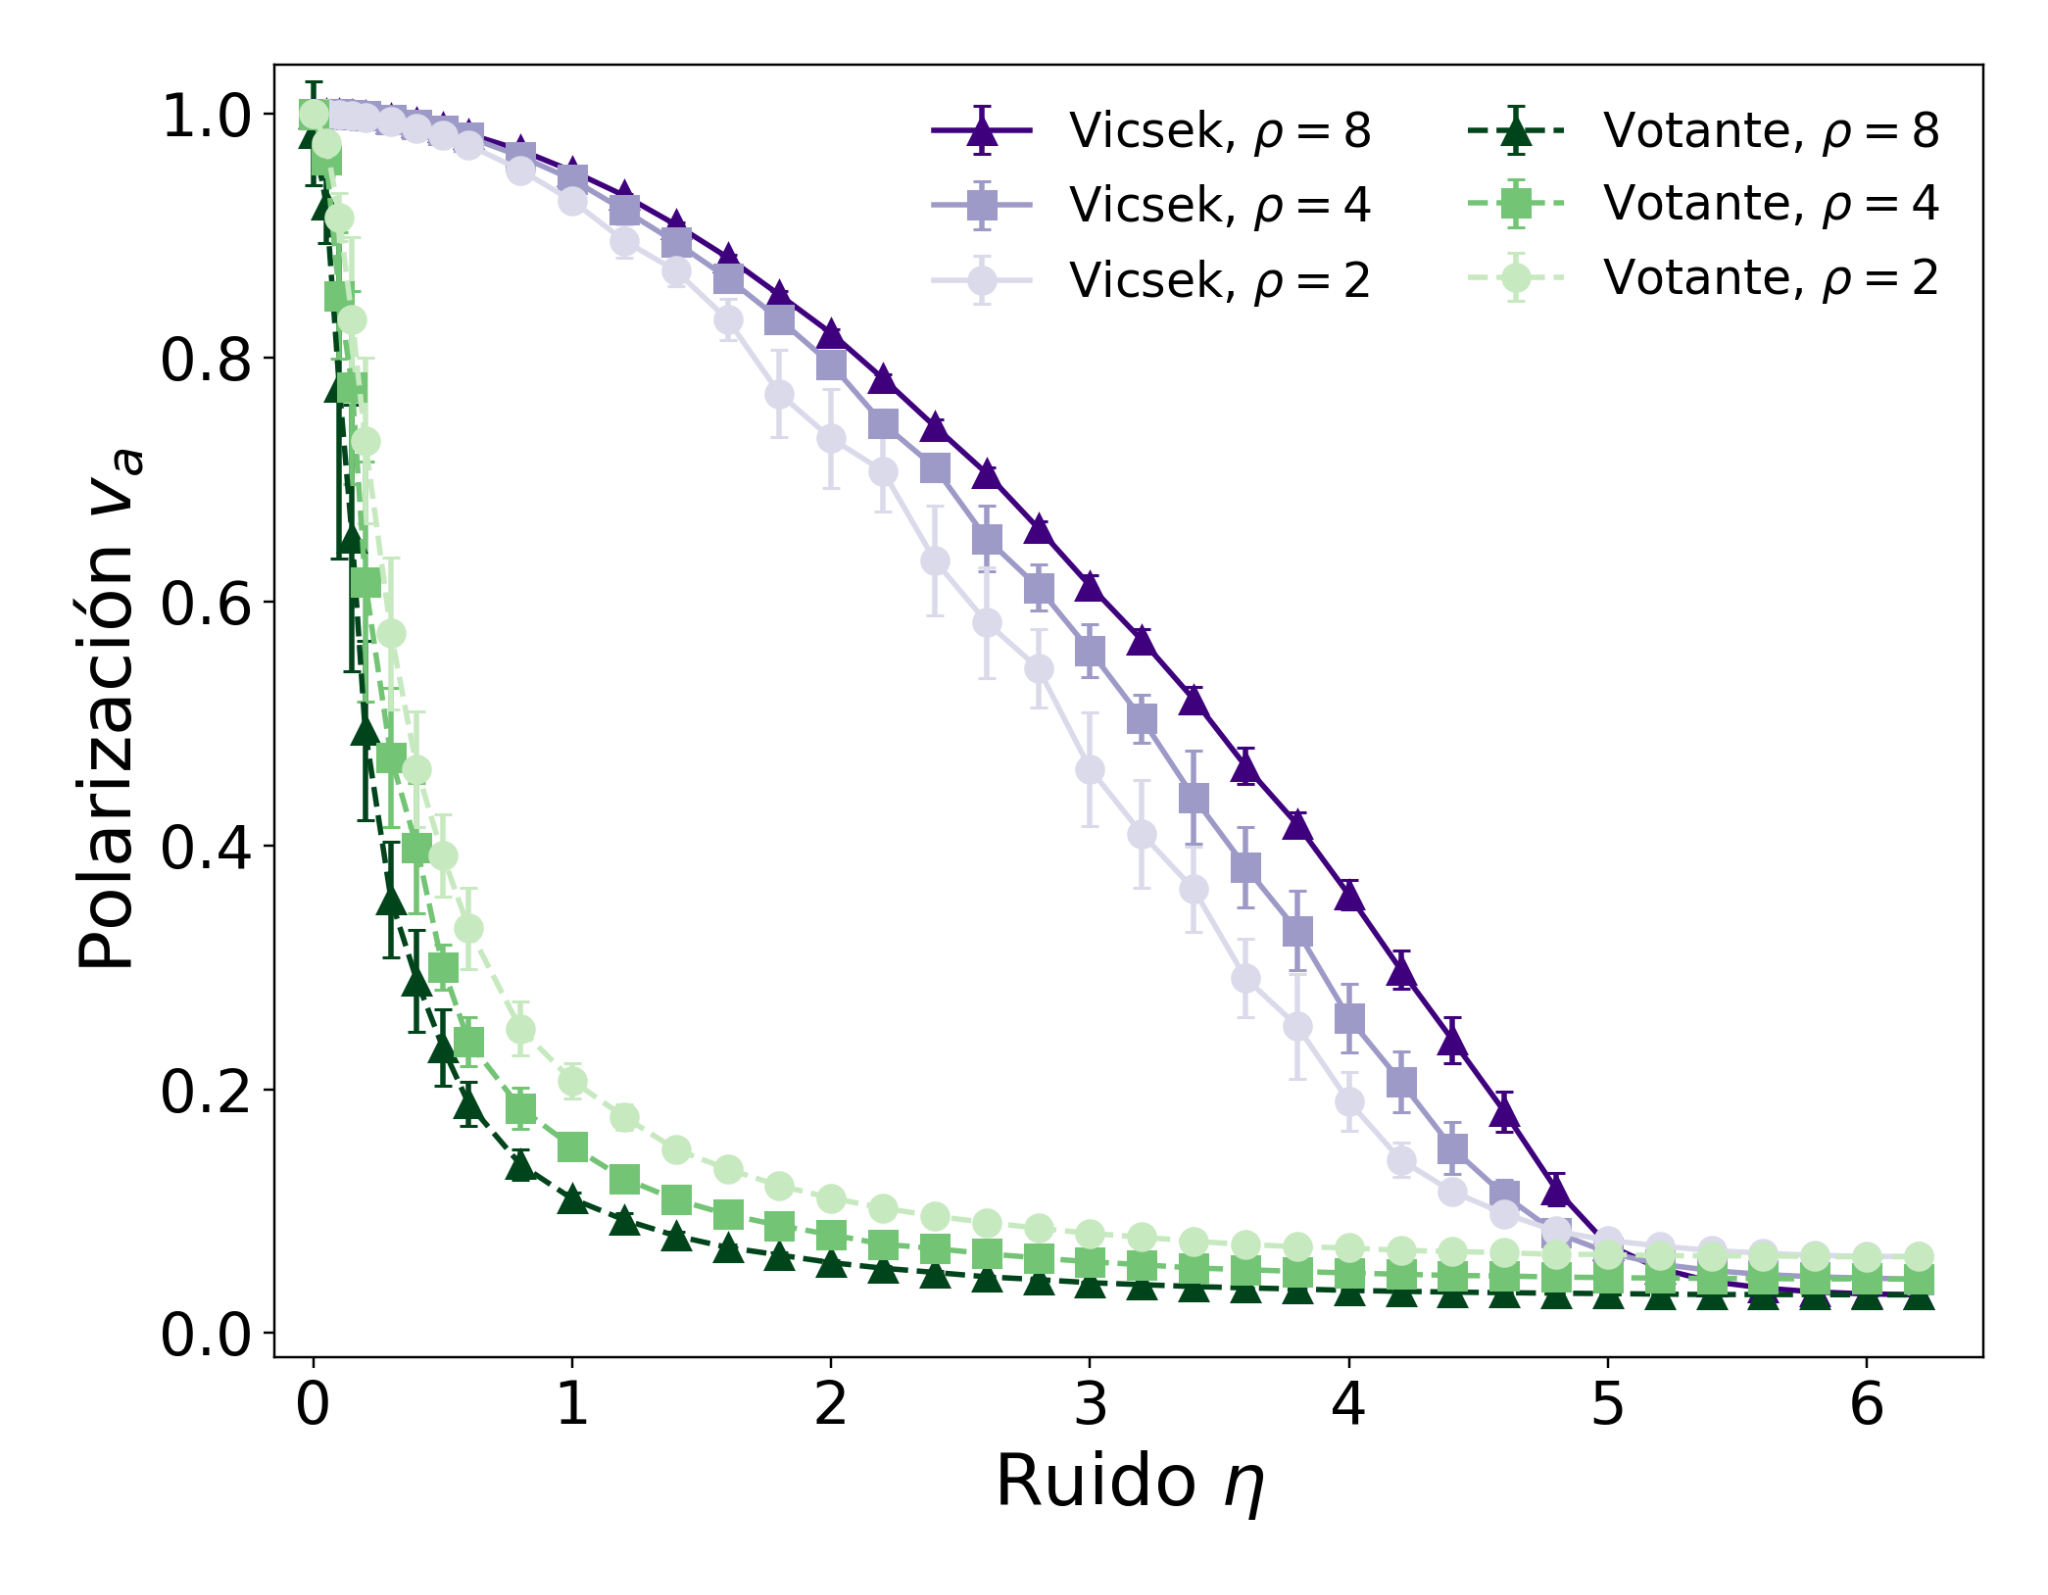 Vicsek, ρ = 8
Vicsek, ρ = 4
Vicsek, ρ = 2
Votante, ρ = 8
Votante, ρ = 4
Votante, ρ = 2
Polarización vₐ
1.0
0.8
0.6
0.4
0.2
0.0
0 1 2 3 4 5 6
Ruido η